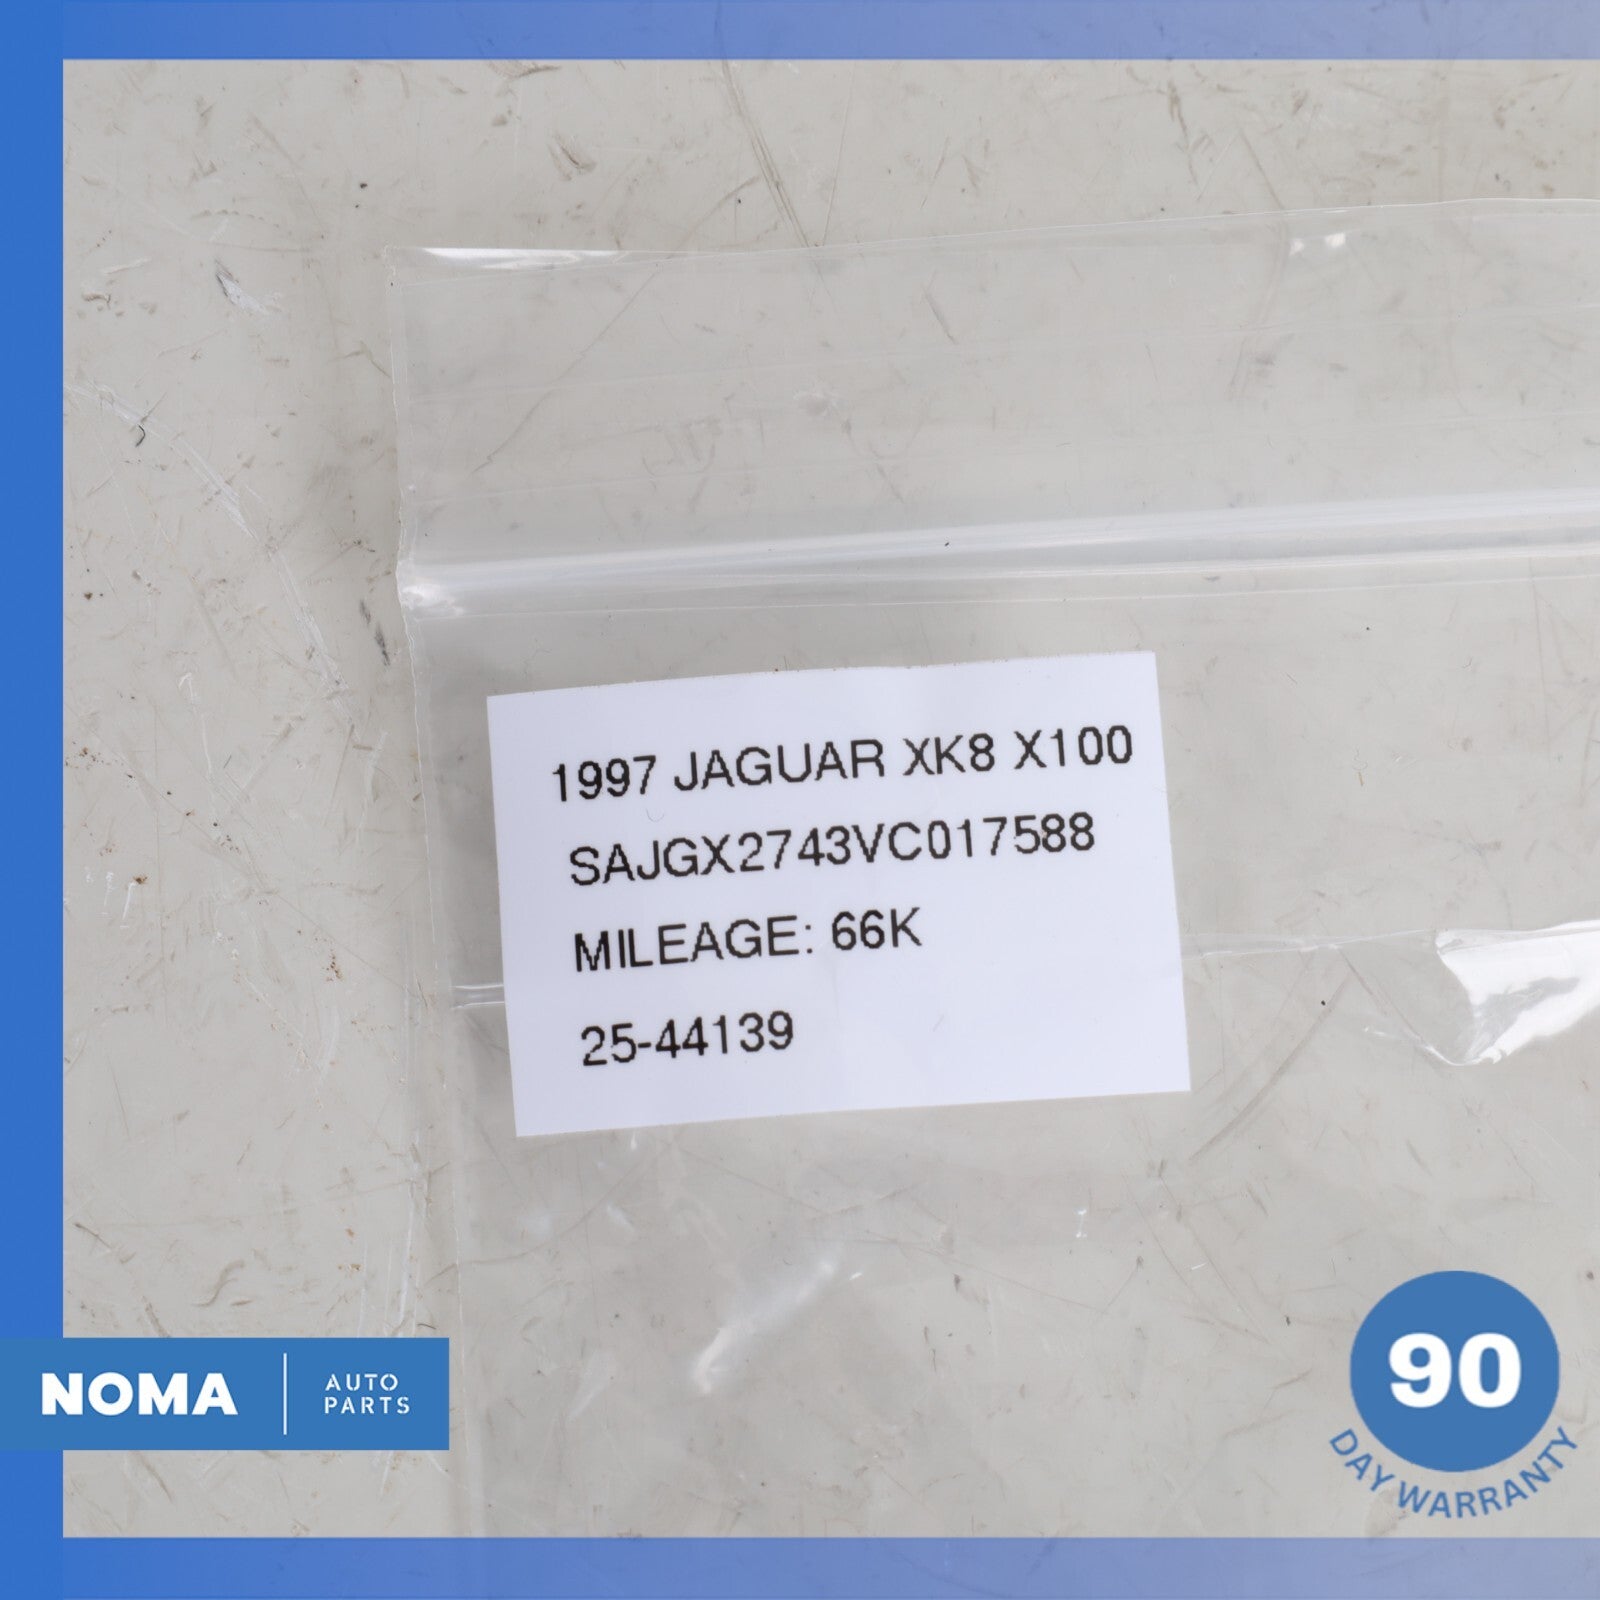 1997 JAGUAR XK8 X100
SAJGX2743VC017588
MILEAGE: 66K
25-44139
NOMA
AUTO
PARTS
90
DAY WARRANTY